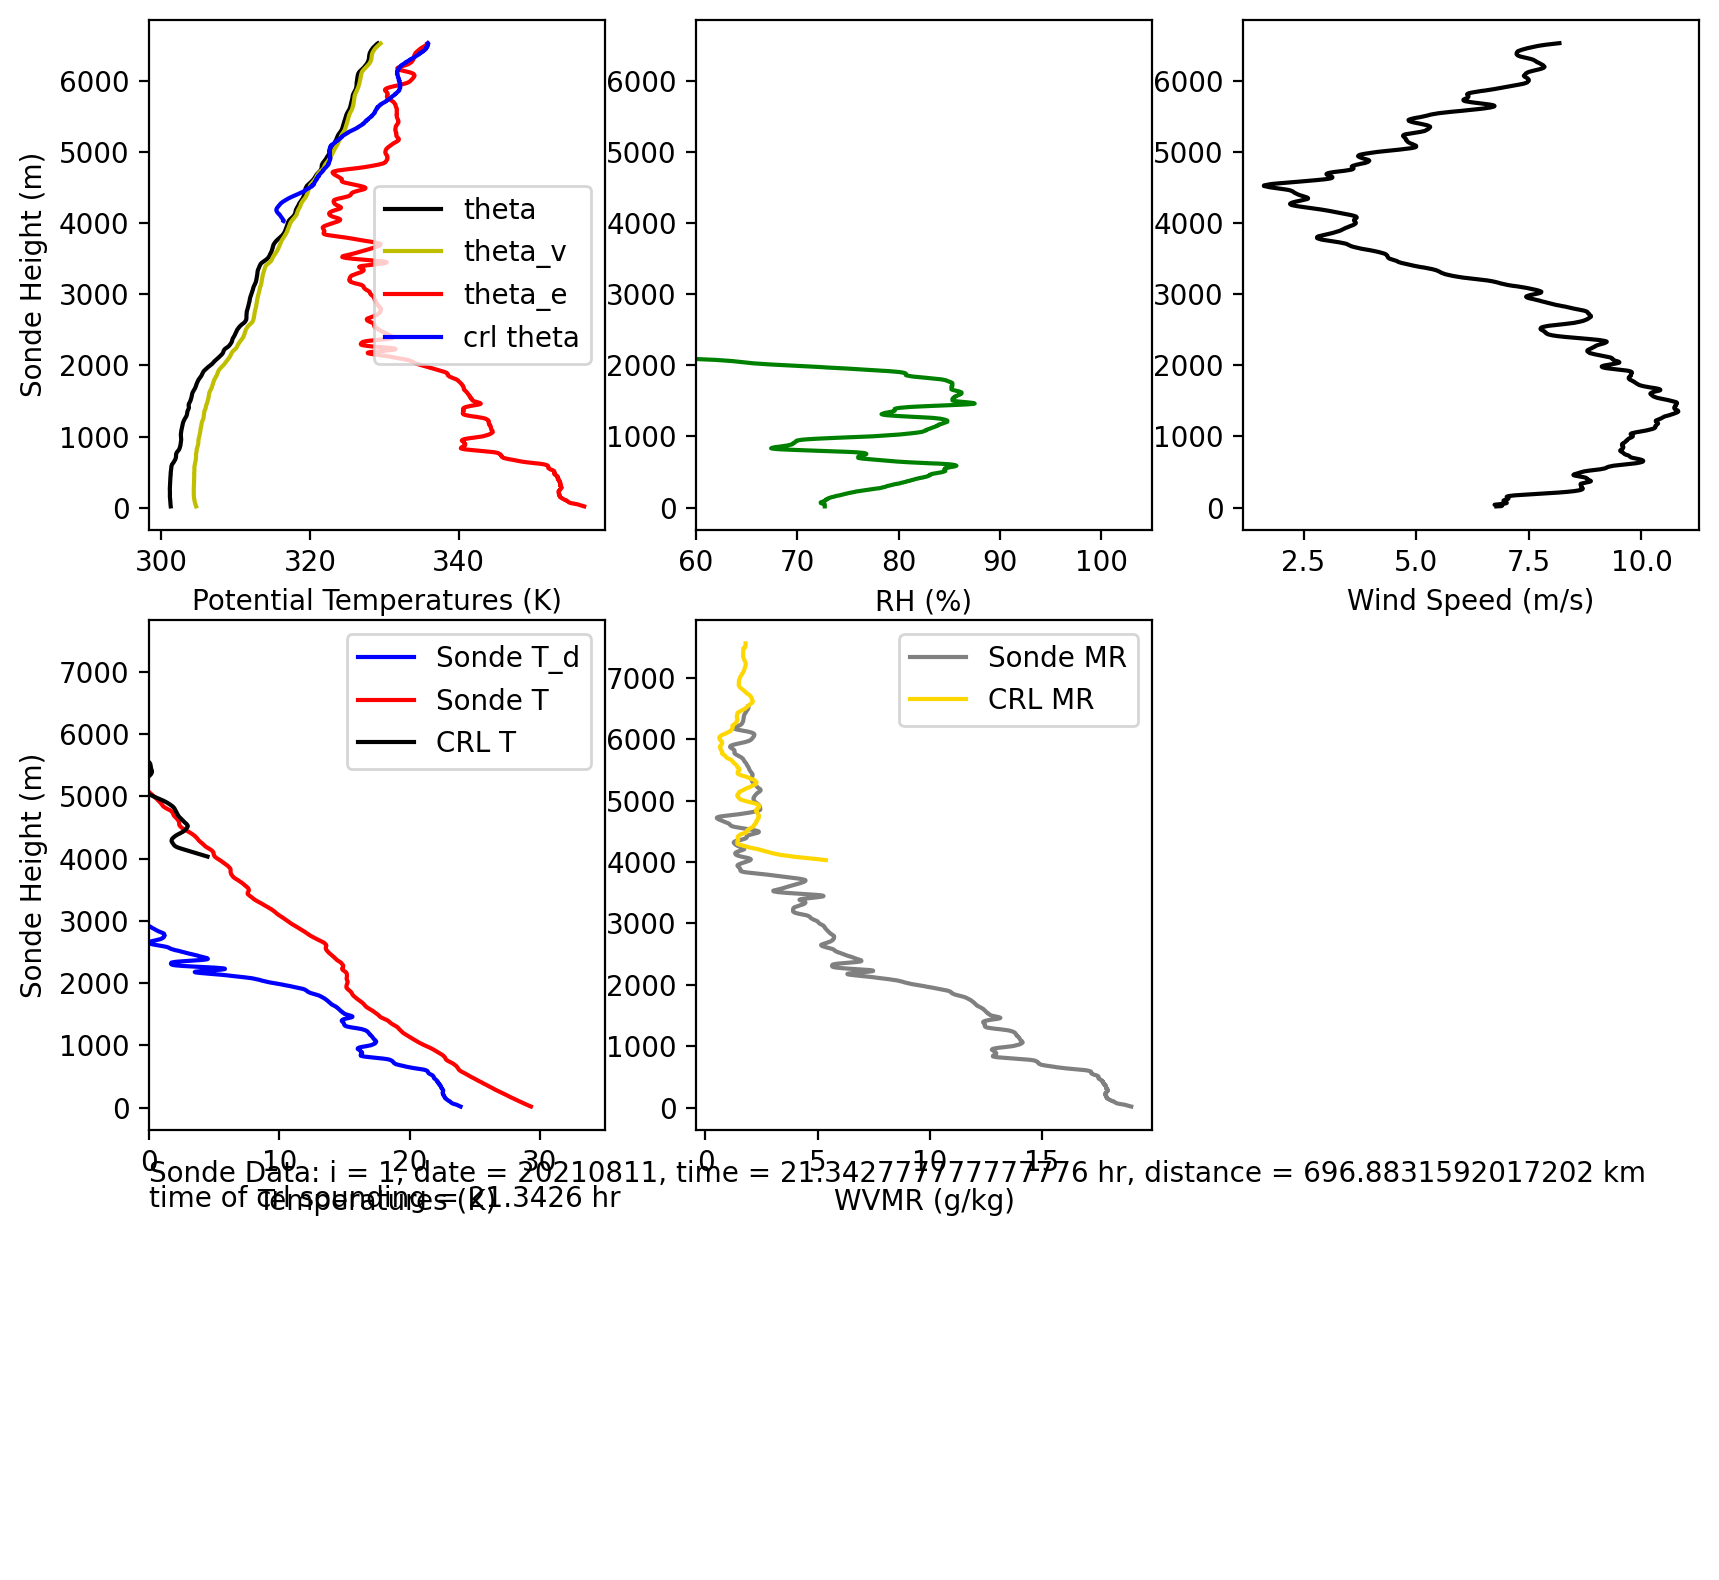 6000
5000
4000
3000
2000
1000
0
Sonde Height (m)
theta
theta_v
theta_e
crl theta
300 320 340
Potential Temperatures (K)
6000
5000
4000
3000
2000
1000
0
60 70 80 90 100
RH (%)
6000
5000
4000
3000
2000
1000
0
2.5 5.0 7.5 10.0
Wind Speed (m/s)
7000
6000
5000
4000
3000
2000
1000
0
Sonde Height (m)
Sonde T_d
Sonde T
CRL T
0 10 20 30
Temperatures (K)
7000
6000
5000
4000
3000
2000
1000
0
Sonde MR
CRL MR
0 5 10 15
WVMR (g/kg)
Sonde Data: i = 1, date = 20210811, time = 21.342777777777776 hr, distance = 696.8831592017202 km
time of crl sounding = 21.3426 hr